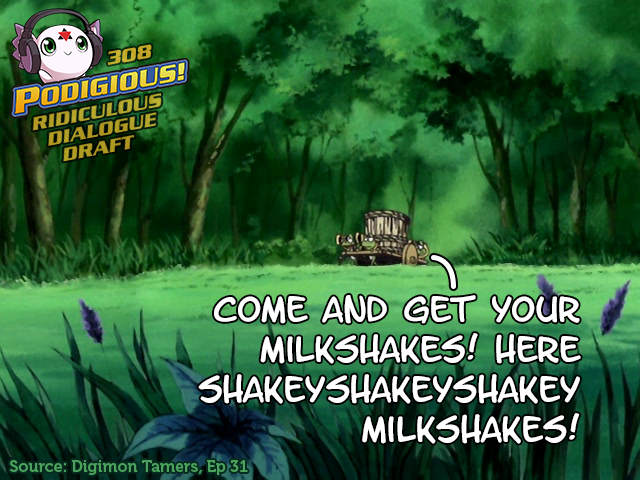 308
PODIGIOUS!
RIDICULOUS
DIALOGUE
DRAFT
COME AND GET YOUR
MILKSHAKES! HERE
SHAKEYSHAKEYSHAKEY
MILKSHAKES!
Source: Digimon Tamers, Ep 31